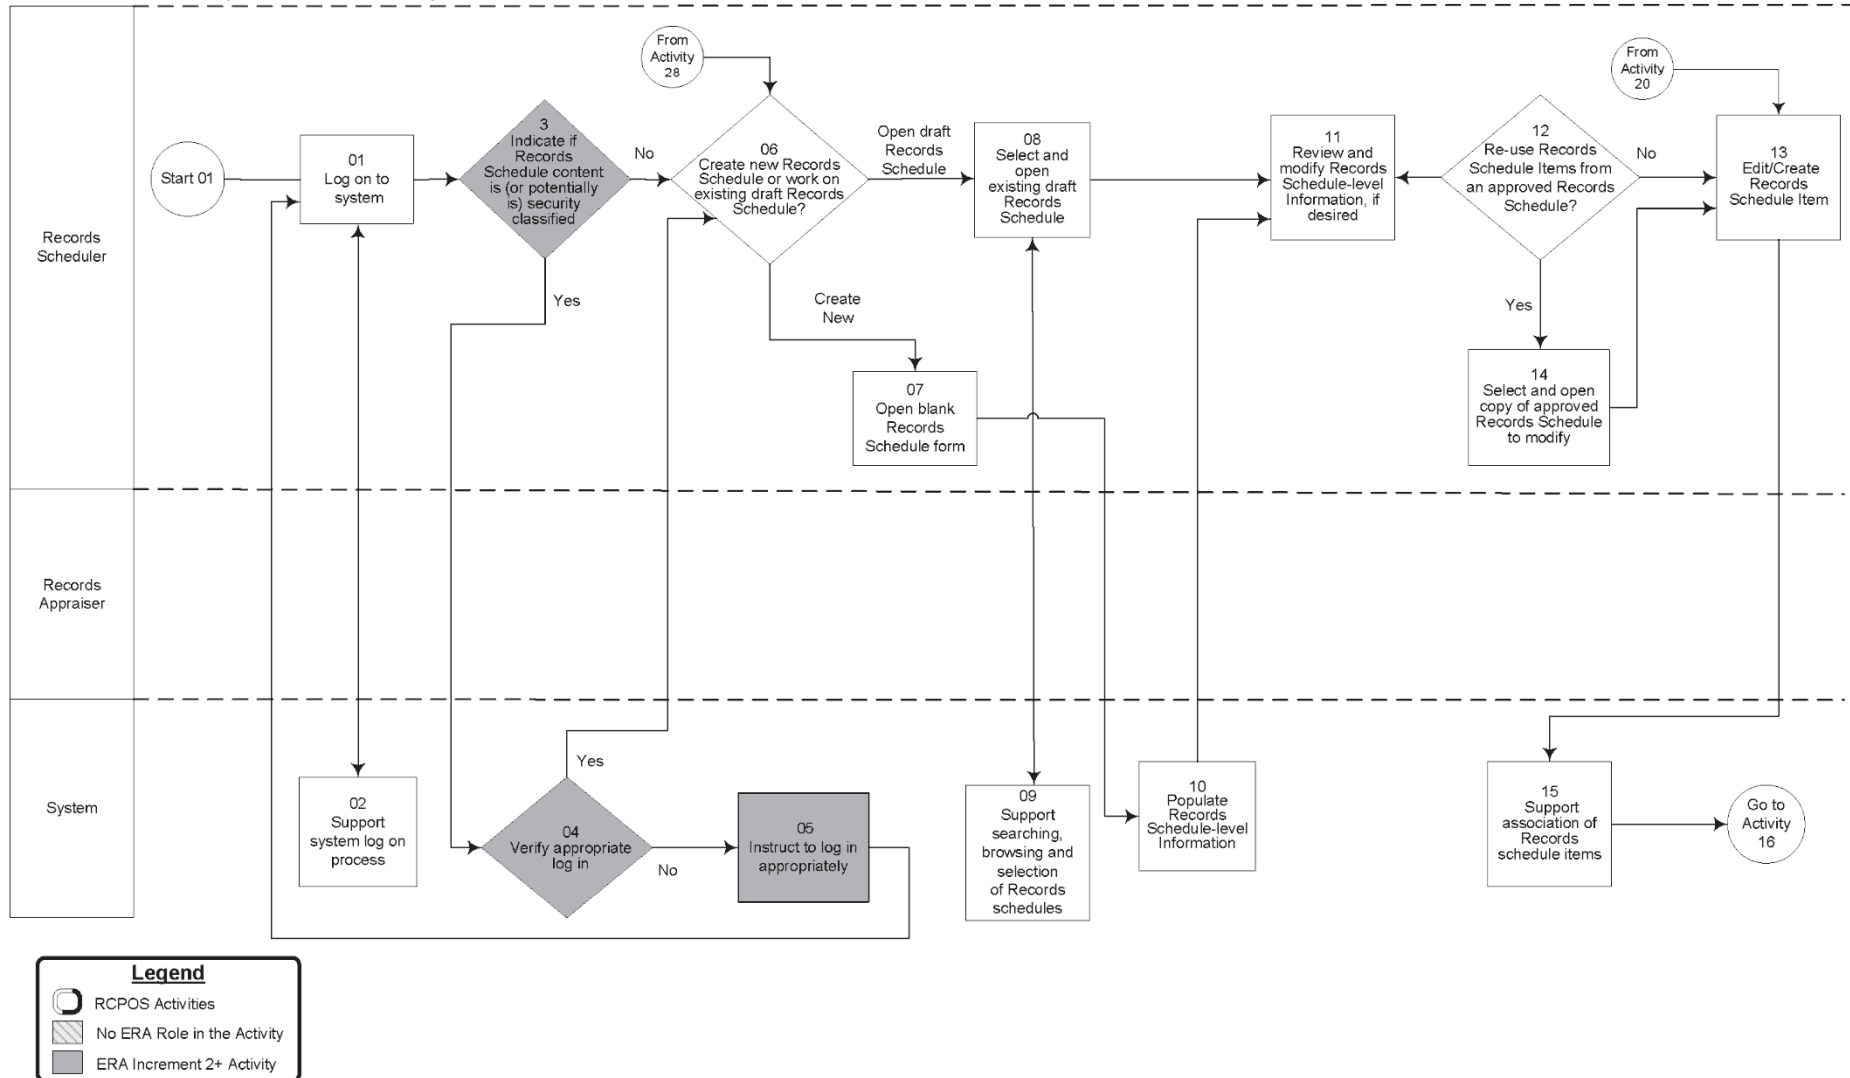 Records
Scheduler
Records
Appraiser
System
Start 01
01
Log on to
system
3
Indicate if
Records
Schedule content
is (or potentially
is) security
classified
No
Yes
From
Activity
28
06
Create new Records
Schedule or work on
existing draft Records
Schedule?
Open draft
Records
Schedule
Create
New
07
Open blank
Records
Schedule form
08
Select and
open
existing draft
Records
Schedule
11
Review and
modify Records
Schedule-level
Information, if
desired
12
Re-use Records
Schedule Items from
an approved Records
Schedule?
No
Yes
From
Activity
20
13
Edit/Create
Records
Schedule Item
14
Select and open
copy of approved
Records Schedule
to modify
02
Support
system log on
process
04
Verify appropriate
log in
Yes
No
05
Instruct to log in
appropriately
09
Support
searching,
browsing and
selection
of Records
schedules
10
Populate
Records
Schedule-level
Information
15
Support
association of
Records
schedule items
Go to
Activity
16
Legend
RCPOS Activities
No ERA Role in the Activity
ERA Increment 2+ Activity